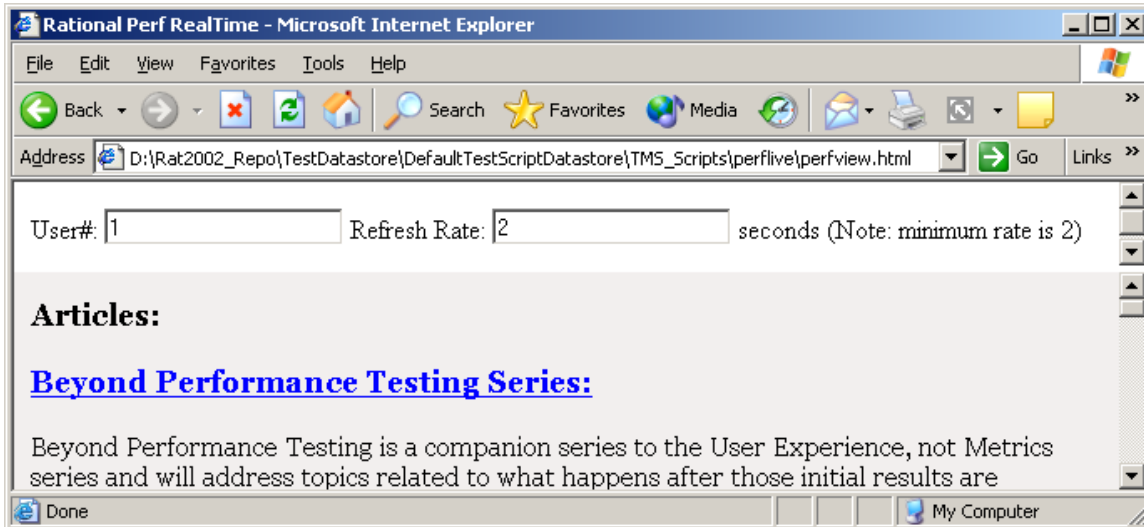 Rational Perf RealTime - Microsoft Internet Explorer
File Edit View Favorites Tools Help
Back Search Favorites Media »
Address D:\Rat2002_Repo\TestDatastore\DefaultTestScriptDatastore\TMS_Scripts\perflive\perfview.html Go Links »
User#: 1 Refresh Rate: 2 seconds (Note: minimum rate is 2)
Articles:
Beyond Performance Testing Series:
Beyond Performance Testing is a companion series to the User Experience, not Metrics
series and will address topics related to what happens after those initial results are
Done My Computer